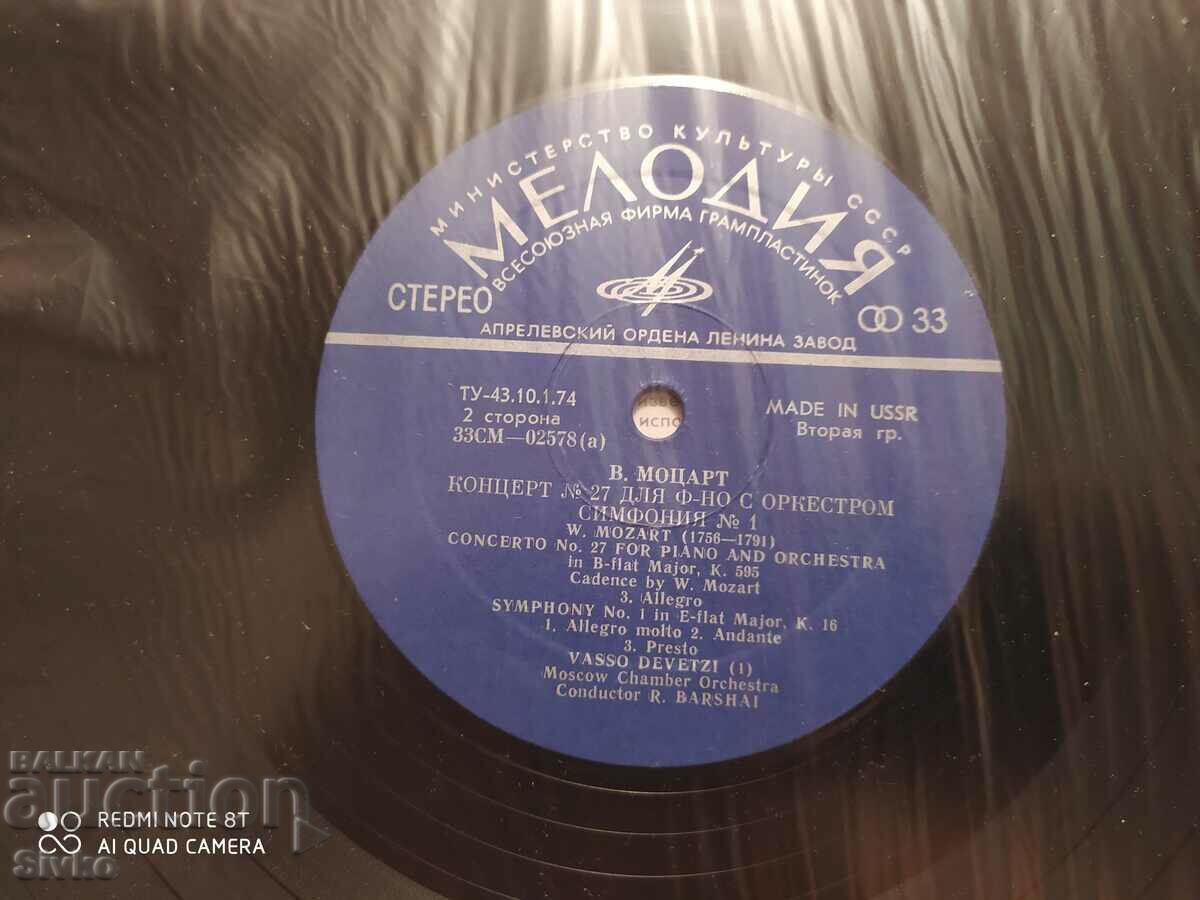 МИНИСТЕРСТВО КУЛЬТУРЫ СССР
МЕЛОДИЯ
ВСЕСОЮЗНАЯ ФИРМА ГРАМПЛАСТИНОК
СТЕРЕО
33
АПРЕЛЕВСКИЙ ОРДЕНА ЛЕНИНА ЗАВОД
ТУ-43.10.1.74
2 сторона
33СМ—02578(а)
MADE IN USSR
Вторая гр.
В. МОЦАРТ
КОНЦЕРТ № 27 ДЛЯ Ф-НО С ОРКЕСТРОМ
СИМФОНИЯ № 1
W. MOZART (1756—1791)
CONCERTO No. 27 FOR PIANO AND ORCHESTRA
in B-flat Major, K. 595
Cadence by W. Mozart
3. Allegro
SYMPHONY No. 1 in E-flat Major, K. 16
1. Allegro molto 2. Andante
3. Presto
VASSO DEVETZI (1)
Moscow Chamber Orchestra
Conductor R. BARSHAI
BALKAN
auction
REDMI NOTE 8T
AI QUAD CAMERA
Sivko